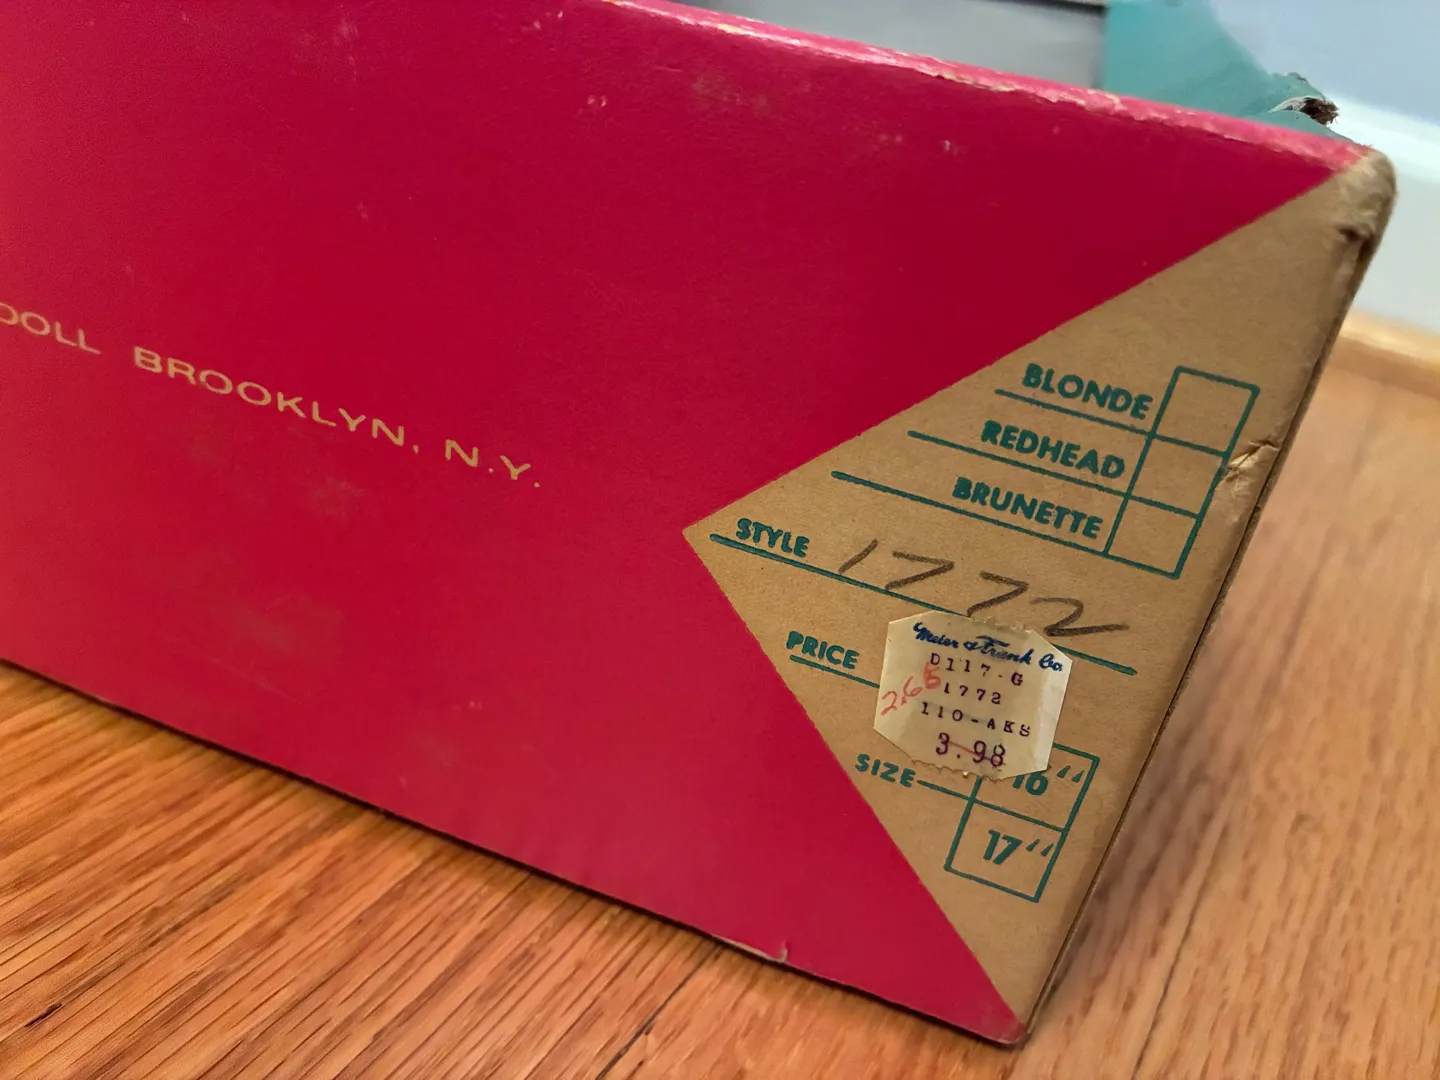 DOLL BROOKLYN, N.Y.
BLONDE
REDHEAD
BRUNETTE
STYLE 1772
PRICE
Meier & Frank Co.
D117-G
2.65
1772
110-AKS
3.98
SIZE
16"
17"